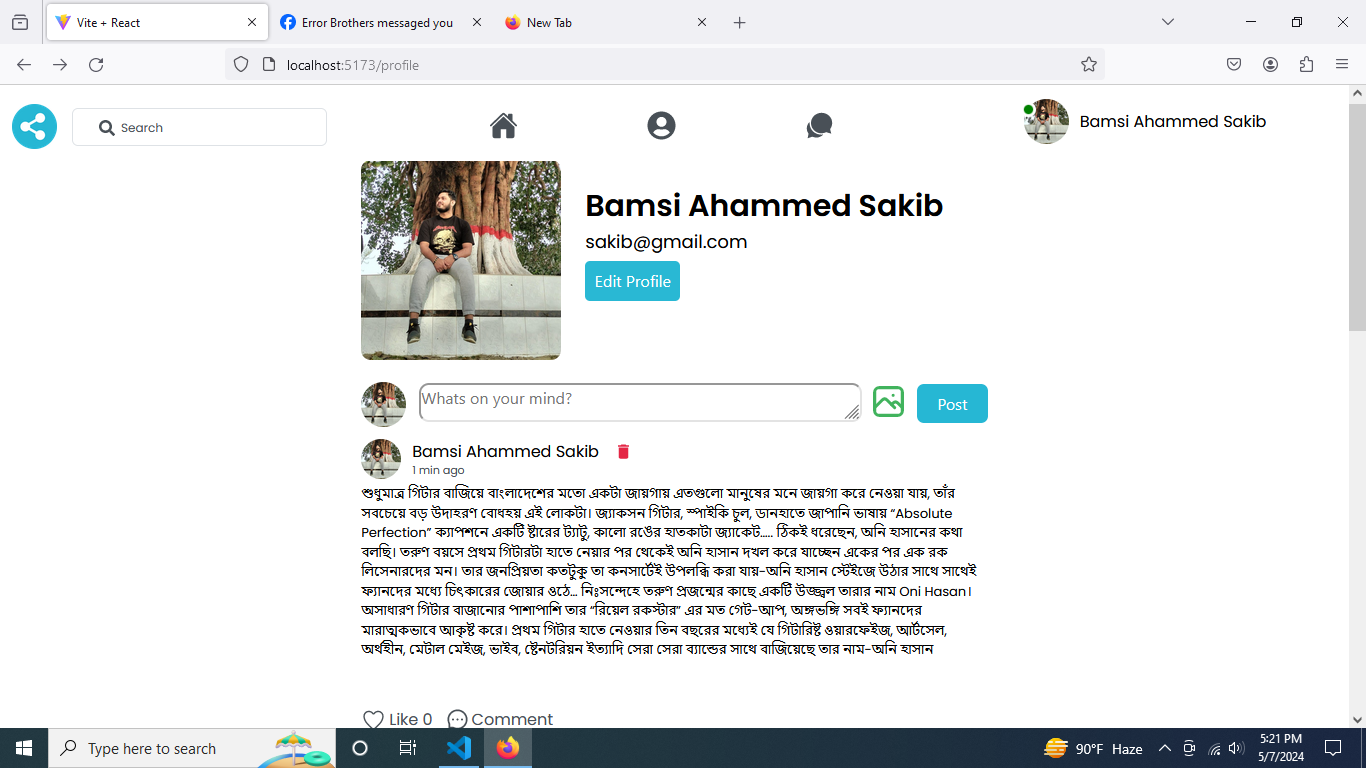 Vite + React
Error Brothers messaged you
New Tab
localhost:5173/profile
Search
Bamsi Ahammed Sakib
Bamsi Ahammed Sakib
sakib@gmail.com
Edit Profile
Whats on your mind?
Post
Bamsi Ahammed Sakib
1 min ago
শুধুমাত্র গিটার বাজিয়ে বাংলাদেশের মতো একটা জায়গায় এতগুলো মানুষের মনে জায়গা করে নেওয়া যায়, তাঁর
সবচেয়ে বড় উদাহরণ বোধহয় এই লোকটা। জ্যাকসন গিটার, স্পাইকি চুল, ডানহাতে জাপানি ভাষায় “Absolute
Perfection” ক্যাপশনে একটি ষ্টারের ট্যাটু, কালো রঙের হাতকাটা জ্যাকেট..... ঠিকই ধরেছেন, অনি হাসানের কথা
বলছি। তরুণ বয়সে প্রথম গিটারটা হাতে নেয়ার পর থেকেই অনি হাসান দখল করে যাচ্ছেন একের পর এক রক
লিসেনারদের মন। তার জনপ্রিয়তা কতটুকু তা কনসার্টেই উপলব্ধি করা যায়-অনি হাসান স্টেইজে উঠার সাথে সাথেই
ফ্যানদের মধ্যে চিৎকারের জোয়ার ওঠে... নিঃসন্দেহে তরুণ প্রজন্মের কাছে একটি উজ্জ্বল তারার নাম Oni Hasan।
অসাধারণ গিটার বাজানোর পাশাপাশি তার “রিয়েল রকস্টার” এর মত গেট-আপ, অঙ্গভঙ্গি সবই ফ্যানদের
মারাত্মকভাবে আকৃষ্ট করে। প্রথম গিটার হাতে নেওয়ার তিন বছরের মধ্যেই যে গিটারিষ্ট ওয়ারফেইজ, আর্টসেল,
অর্থহীন, মেটাল মেইজ, ভাইব, ষ্টেনটরিয়ন ইত্যাদি সেরা সেরা ব্যান্ডের সাথে বাজিয়েছে তার নাম-অনি হাসান
Like 0
Comment
Type here to search
90°F Haze
5:21 PM
5/7/2024